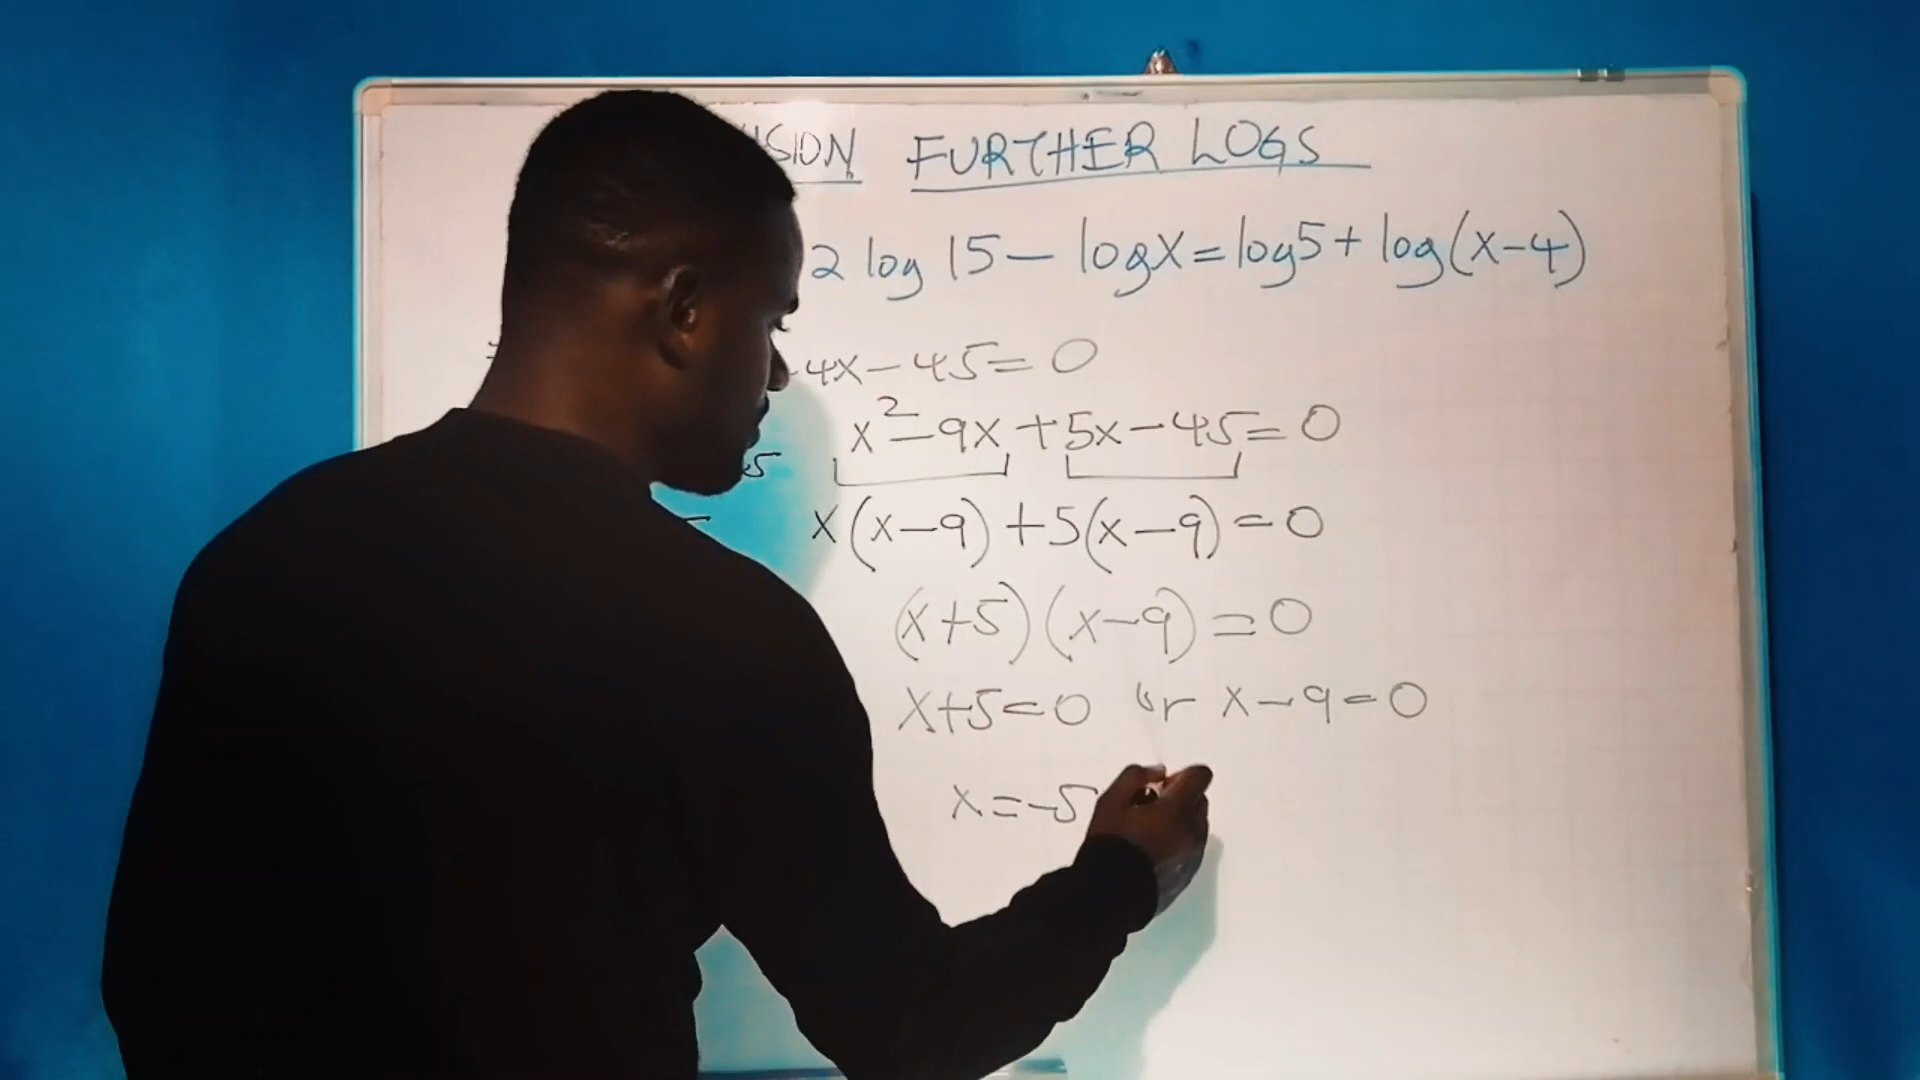 FURTHER LOGS
2 log 15 - log x = log 5 + log (x-4)
4x - 45 = 0
x² - 9x + 5x - 45 = 0
x(x-9) + 5(x-9) = 0
(x+5)(x-9) = 0
x+5=0 or x-9=0
x=-5